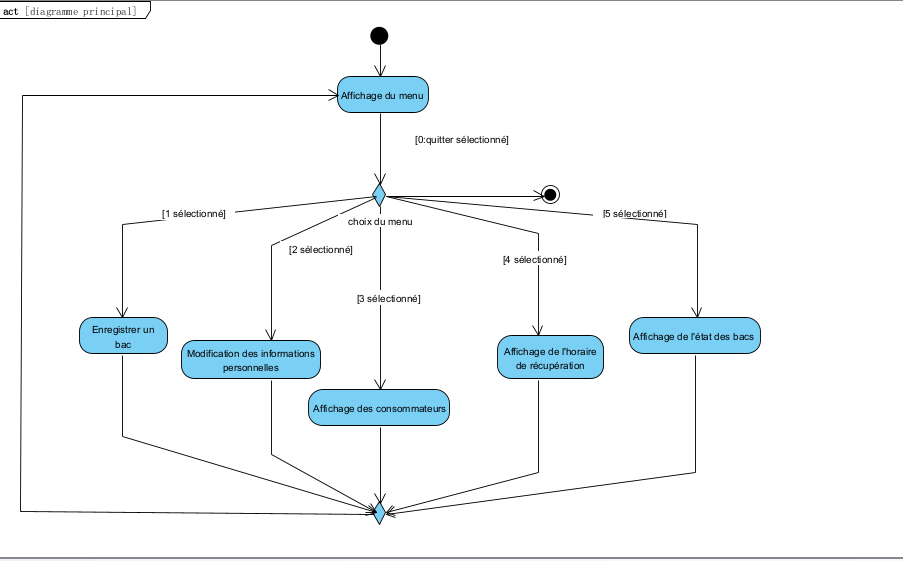 act [diagramme principal]
Affichage du menu
[0:quitter sélectionné]
[1 sélectionné]
[5 sélectionné]
choix du menu
[2 sélectionné]
[4 sélectionné]
[3 sélectionné]
Enregistrer un
bac
Affichage de l'état des bacs
Modification des informations
personnelles
Affichage de l'horaire
de récupération
Affichage des consommateurs